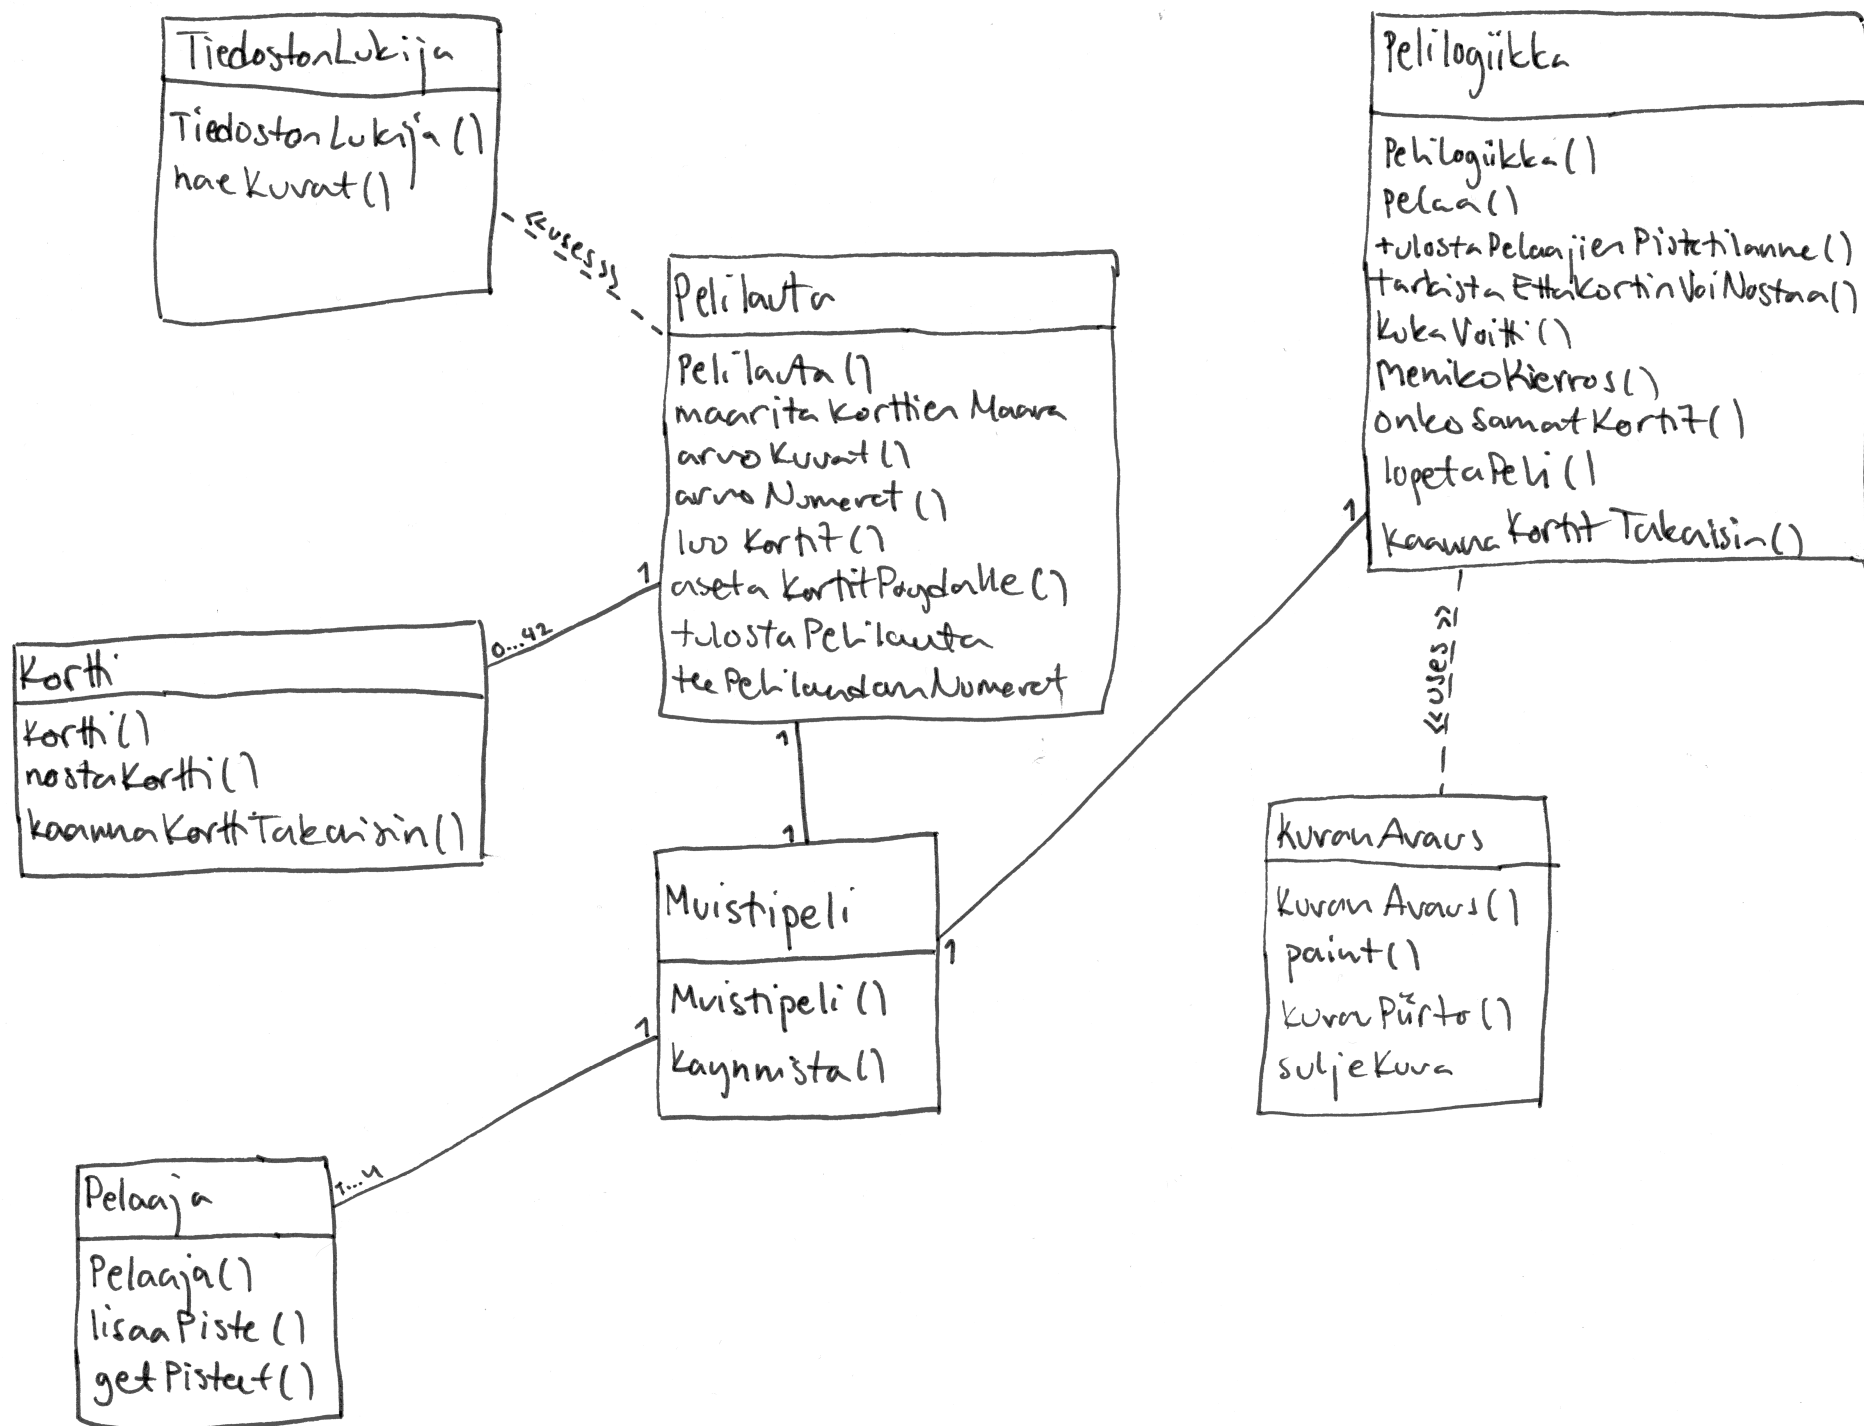 TiedostonLukija
TiedostonLukija()
haeKuvat()
<<uses>>
Pelilauta
Pelilauta()
maaritaKorttienMaara
arvoKuvat()
arvoNumerot()
luoKortit()
asetaKortitPoydalle()
tulostaPelilauta
teePelilaudanNumerot
Pelilogiikka
Pelilogiikka()
pelaa()
tulostaPelaajienPistetilanne()
tarkistaEttaKortinVoiNostaa()
kukaVoitti()
menikoKierros()
onkoSamatKortit()
lopetaPeli()
kaannaKortitTakaisin()
1
0...42
Kortti
Kortti()
nostaKortti()
kaannaKorttiTakaisin()
1
1
Muistipeli
Muistipeli()
kaynnista()
1
1
<<uses>>
KuvanAvaus
KuvanAvaus()
paint()
kuvanPiirto()
suljeKuva
1
1...4
Pelaaja
Pelaaja()
lisaaPiste()
getPisteet()